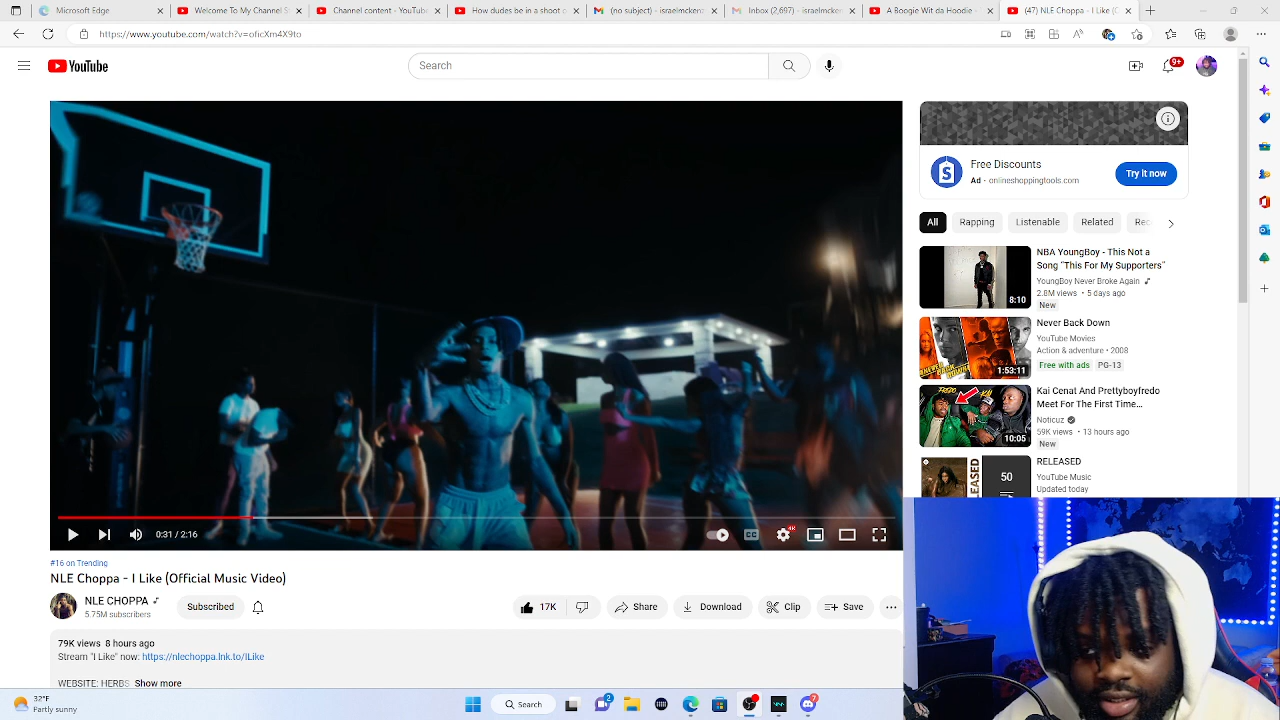 Microsoft Edge
Welcome To My Channel S
Channel content - YouTube
How dudes be in a shoot o
(no subject) - israelmcken
Inbox (2,697) - israelmcke
A Boogie Wit da Hoodie -
(47) NLE Choppa - I Like (O
https://www.youtube.com/watch?v=oficXm4X9to
YouTube
Search
9+
Free Discounts
Ad · onlineshoppingtools.com
Try it now
All
Rapping
Listenable
Related
Rec
NBA YoungBoy - This Not a
Song "This For My Supporters"
YoungBoy Never Broke Again
2.8M views • 5 days ago
New
8:10
Never Back Down
YouTube Movies
Action & adventure • 2008
Free with ads PG-13
1:53:11
Kai Cenat And Prettyboyfredo
Meet For The First Time...
Noticuz
59K views • 13 hours ago
New
10:05
RELEASED
YouTube Music
Updated today
RELEASED
50
0:31 / 2:16
CC
4K
#16 on Trending
NLE Choppa - I Like (Official Music Video)
NLE CHOPPA
5.75M subscribers
Subscribed
17K
Share
Download
Clip
Save
79K views 8 hours ago
Stream "I Like" now: https://nlechoppa.lnk.to/ILike
WEBSITE: HERBS Show more
32°F
Partly sunny
Search
2
7